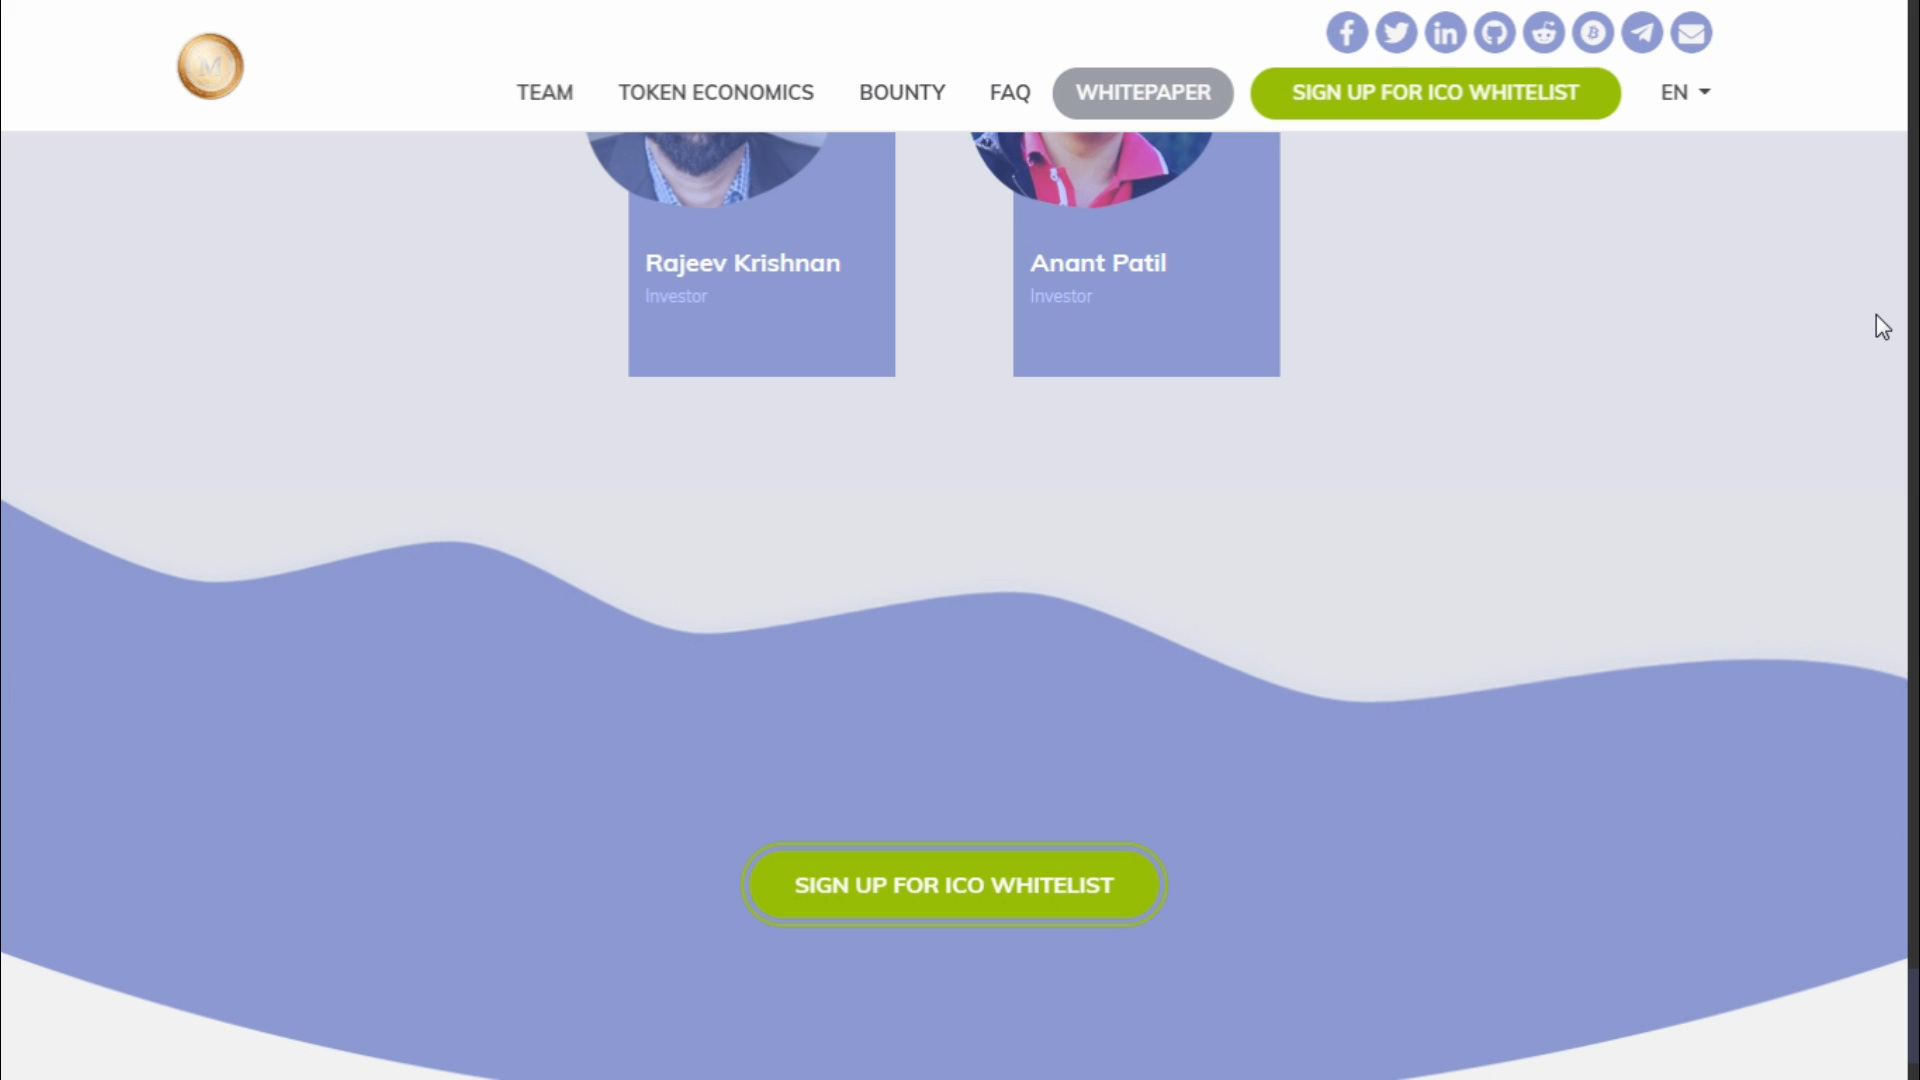 M
TEAM
TOKEN ECONOMICS
BOUNTY
FAQ
WHITEPAPER
SIGN UP FOR ICO WHITELIST
EN
Rajeev Krishnan
Investor
Anant Patil
Investor
SIGN UP FOR ICO WHITELIST